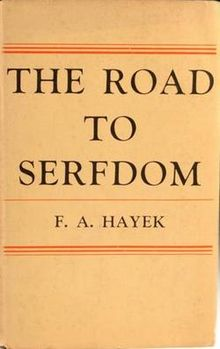 THE ROAD
TO
SERFDOM
F. A. HAYEK